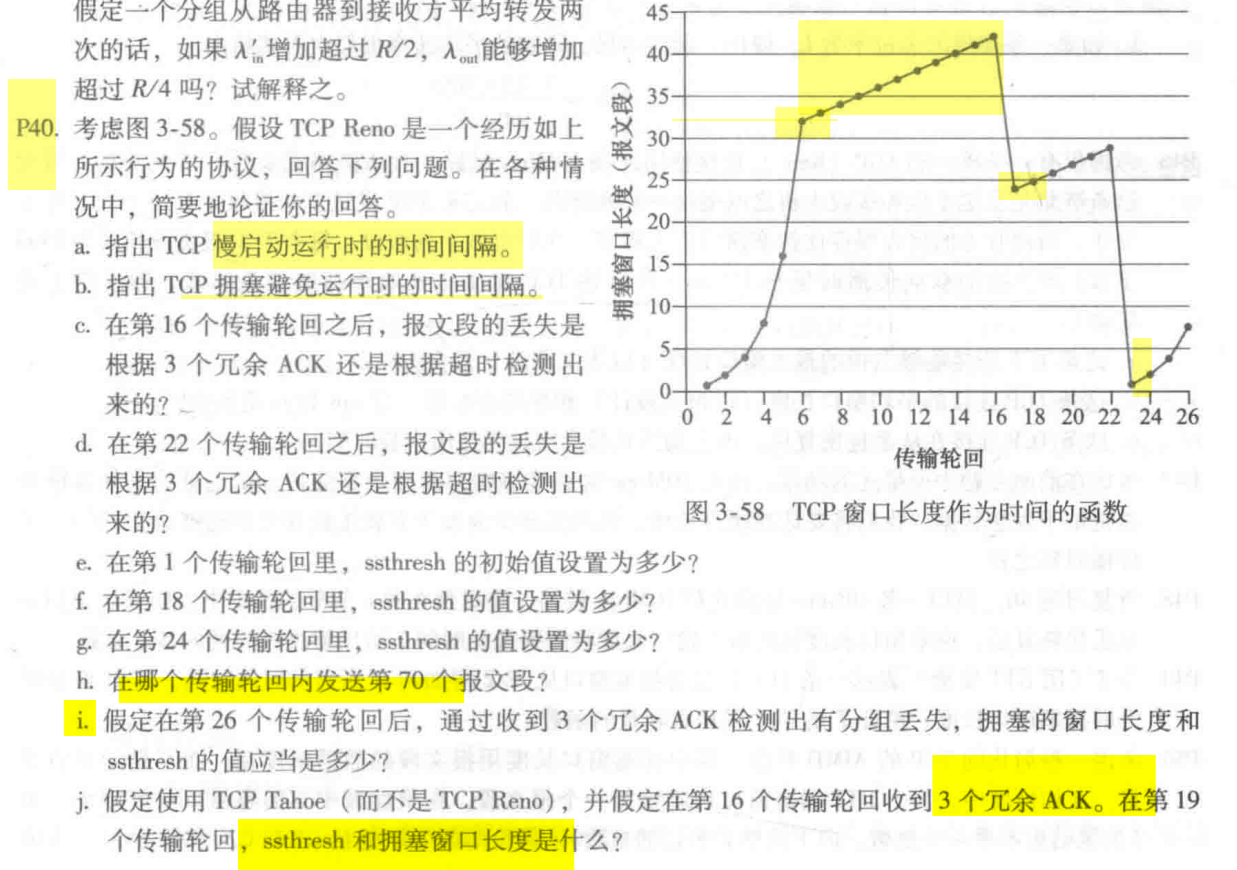 假定一个分组从路由器到接收方平均转发两
次的话，如果 λin增加超过 R/2，λout能够增加
超过 R/4 吗？试解释之。
P40. 考虑图 3-58。假设 TCP Reno 是一个经历如上
所示行为的协议，回答下列问题。在各种情
况中，简要地论证你的回答。
a. 指出 TCP 慢启动运行时的时间间隔。
b. 指出 TCP 拥塞避免运行时的时间间隔。
c. 在第 16 个传输轮回之后，报文段的丢失是
根据 3 个冗余 ACK 还是根据超时检测出
来的？
d. 在第 22 个传输轮回之后，报文段的丢失是
根据 3 个冗余 ACK 还是根据超时检测出
来的？
拥塞窗口长度（报文段）
45
40
35
30
25
20
15
10
5
0
0 2 4 6 8 10 12 14 16 18 20 22 24 26
传输轮回
图 3-58 TCP 窗口长度作为时间的函数
e. 在第 1 个传输轮回里，ssthresh 的初始值设置为多少？
f. 在第 18 个传输轮回里，ssthresh 的值设置为多少？
g. 在第 24 个传输轮回里，ssthresh 的值设置为多少？
h. 在哪个传输轮回内发送第 70 个报文段？
i. 假定在第 26 个传输轮回后，通过收到 3 个冗余 ACK 检测出有分组丢失，拥塞的窗口长度和
ssthresh 的值应当是多少？
j. 假定使用 TCP Tahoe（而不是 TCP Reno），并假定在第 16 个传输轮回收到 3 个冗余 ACK。在第 19
个传输轮回，ssthresh 和拥塞窗口长度是什么？